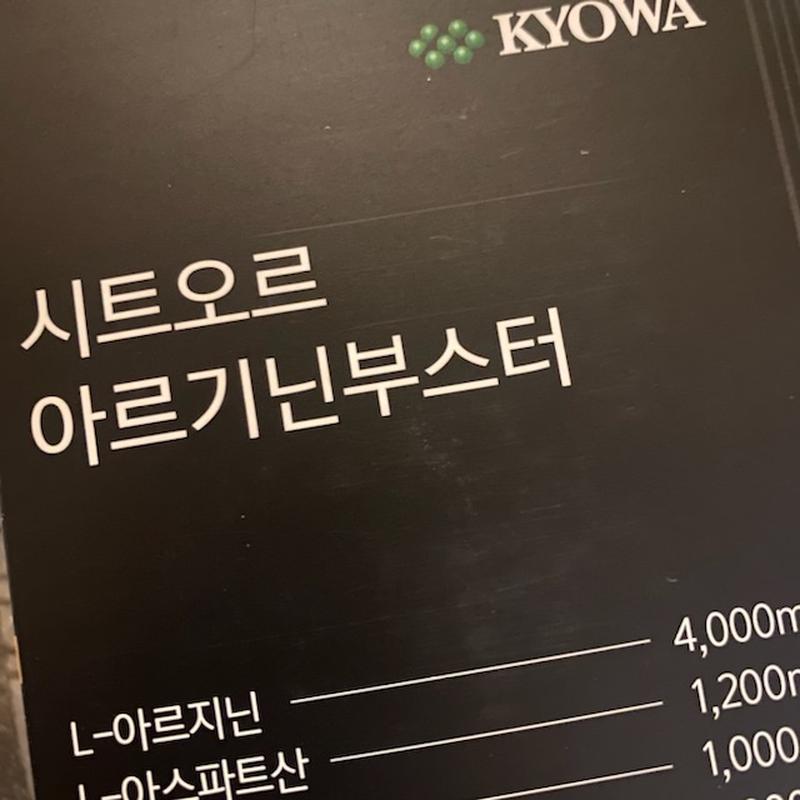 KYOWA
시트오르
아르기닌부스터
L-아르지닌 4,000m
L-아스파트산 1,200m
1,000